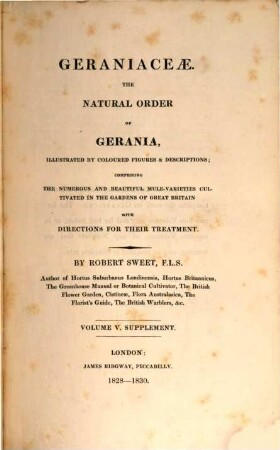 GERANIACEÆ.
THE
NATURAL ORDER
OF
GERANIA,
ILLUSTRATED BY COLOURED FIGURES & DESCRIPTIONS;
COMPRISING
THE NUMEROUS AND BEAUTIFUL MULE-VARIETIES CUL-
TIVATED IN THE GARDENS OF GREAT BRITAIN
WITH
DIRECTIONS FOR THEIR TREATMENT.
BY ROBERT SWEET, F.L.S.
Author of Hortus Suburbanus Londinensis, Hortus Britannicus,
The Greenhouse Manual or Botanical Cultivator, The British
Flower Garden, Cistineæ, Flora Australasica, The
Florist's Guide, The British Warblers, &c.
VOLUME V. SUPPLEMENT.
LONDON:
JAMES RIDGWAY, PICCADILLY.
1828—1830.